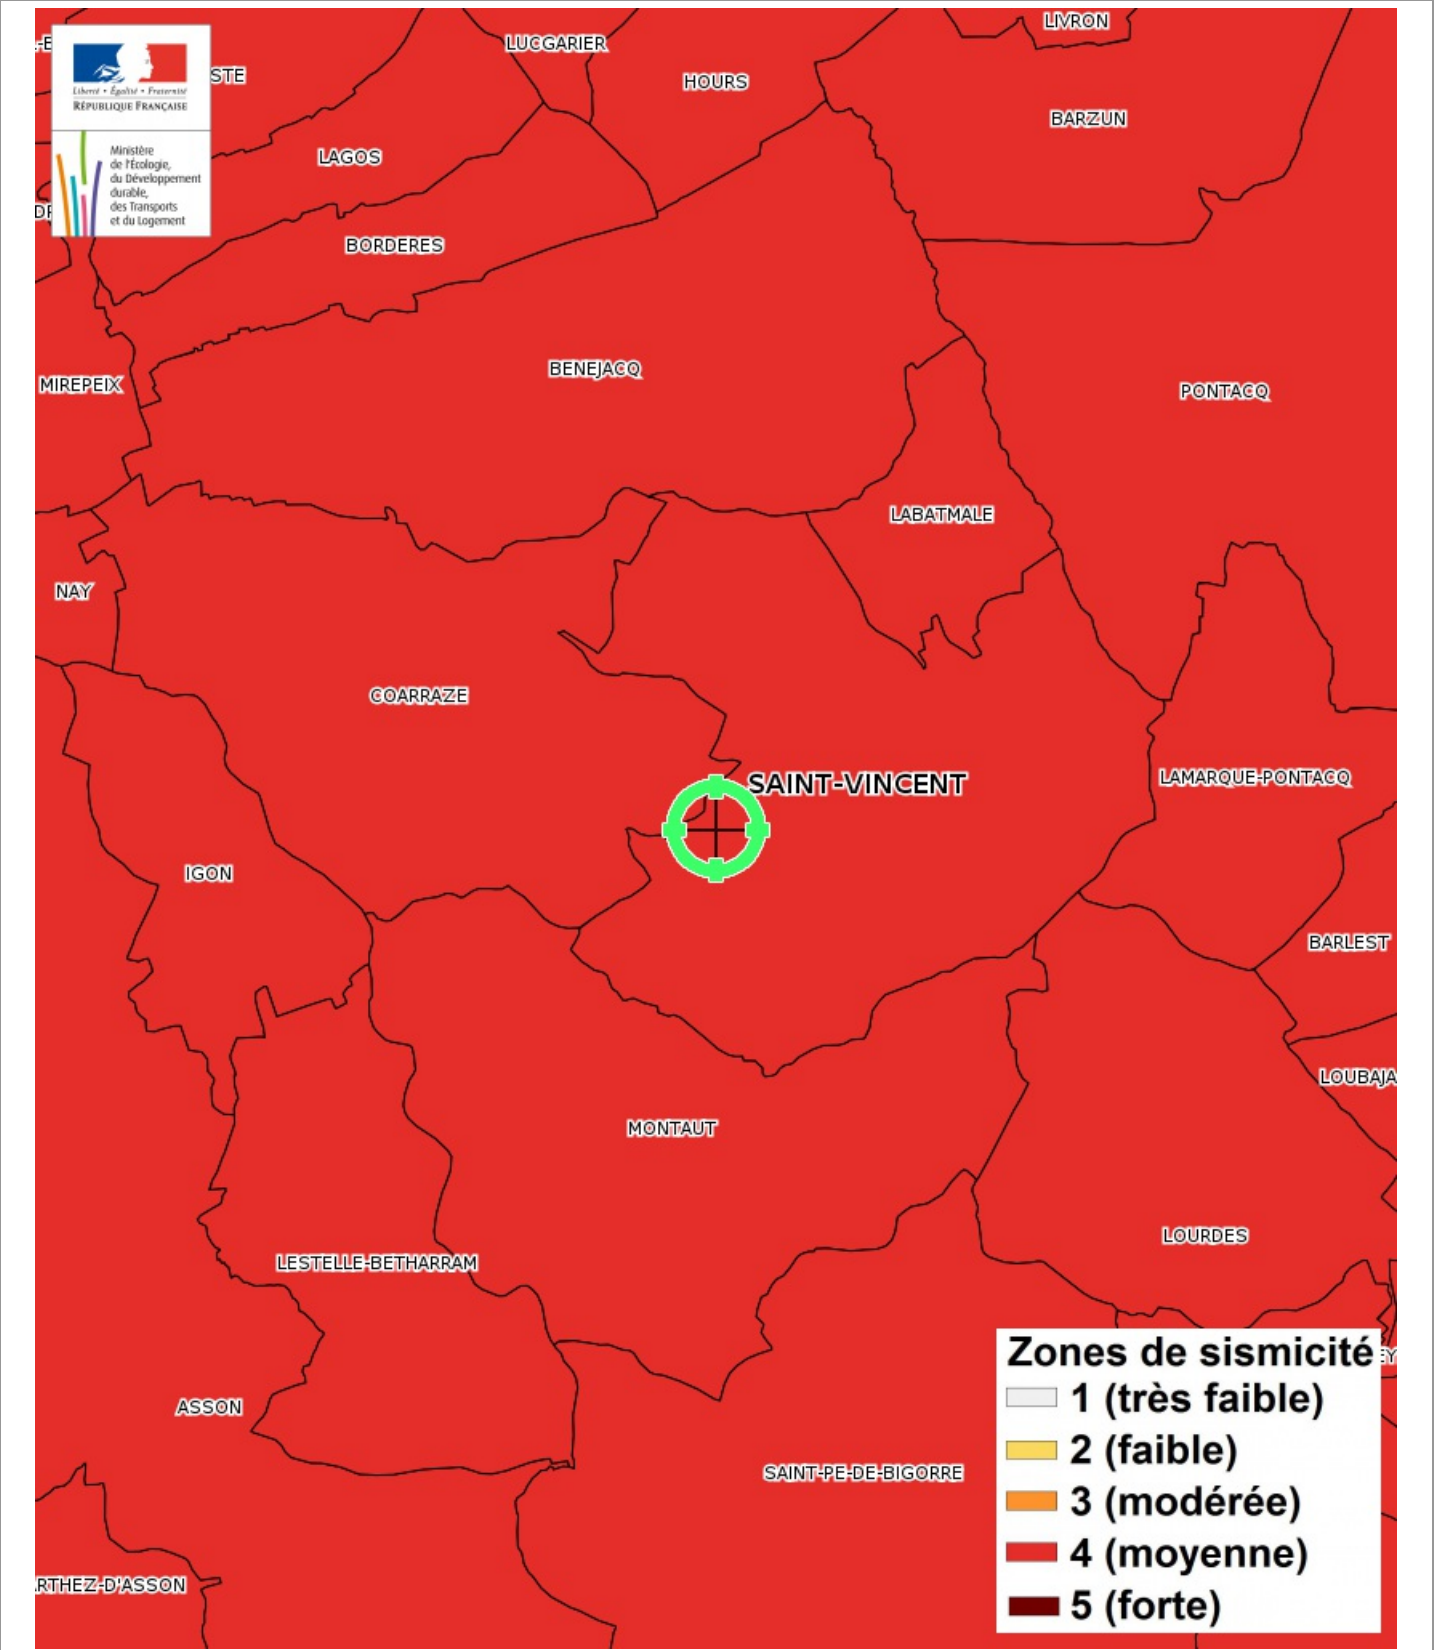 LIVRON
LUCGARIER
STE
HOURS
BARZUN
Liberté • Égalité • Fraternité
RÉPUBLIQUE FRANÇAISE
Ministère
de l'Écologie,
du Développement
durable,
des Transports
et du Logement
LAGOS
BORDERES
BENEJACQ
MIREPEIX
PONTACQ
LABATMALE
NAY
COARRAZE
SAINT-VINCENT
LAMARQUE-PONTACQ
IGON
BARLEST
LOUBAJA
MONTAUT
LOURDES
LESTELLE-BETHARRAM
ASSON
SAINT-PE-DE-BIGORRE
ARTHEZ-D'ASSON
Zones de sismicité
1 (très faible)
2 (faible)
3 (modérée)
4 (moyenne)
5 (forte)